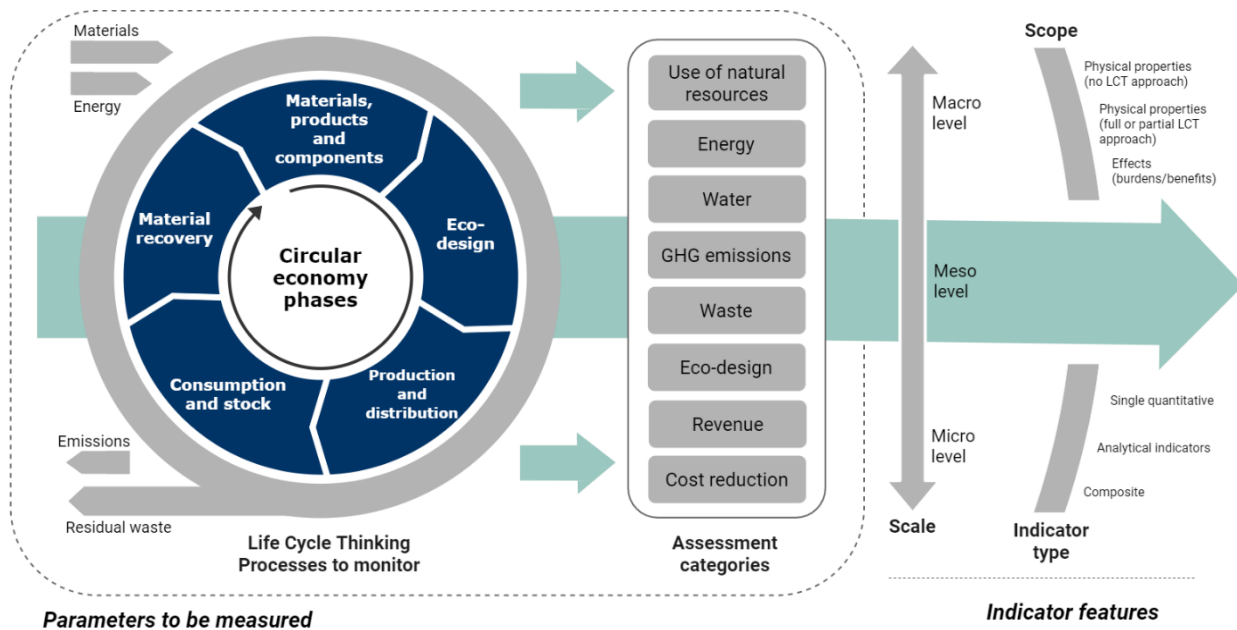 Materials
Energy
Materials,
products
and
components
Eco-
design
Production
and
distribution
Consumption
and stock
Material
recovery
Circular
economy
phases
Emissions
Residual waste
Life Cycle Thinking
Processes to monitor
Use of natural
resources
Energy
Water
GHG emissions
Waste
Eco-design
Revenue
Cost reduction
Assessment
categories
Parameters to be measured
Macro
level
Meso
level
Micro
level
Scale
Scope
Physical properties
(no LCT approach)
Physical properties
(full or partial LCT
approach)
Effects
(burdens/benefits)
Single quantitative
Analytical indicators
Composite
Indicator
type
Indicator features